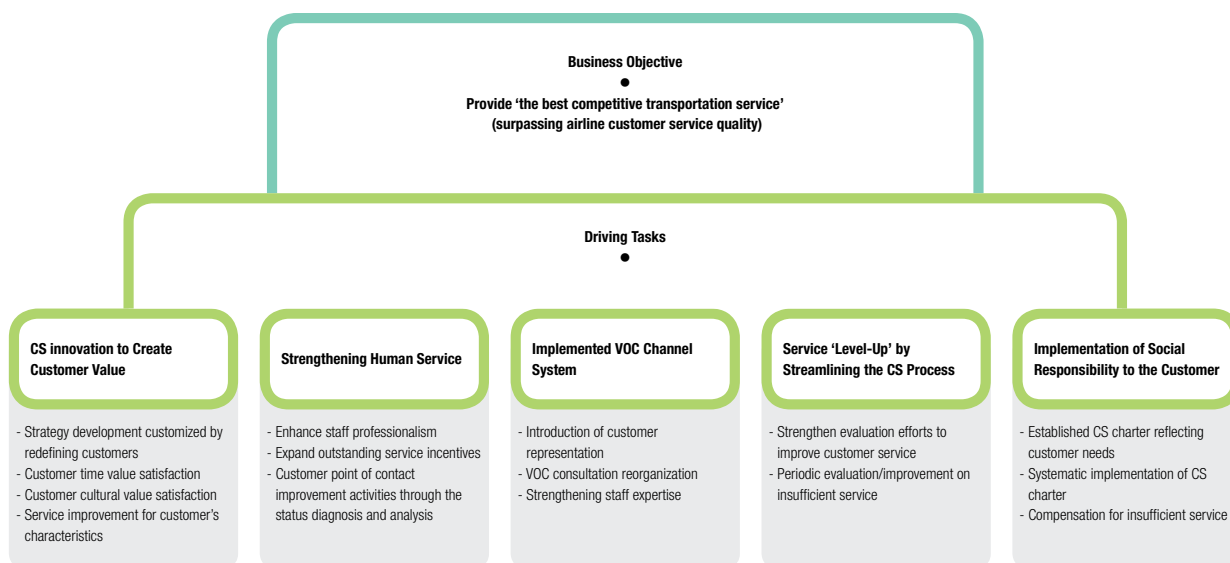 Business Objective
●
Provide ‘the best competitive transportation service’
(surpassing airline customer service quality)
Driving Tasks
●
CS innovation to Create
Customer Value
- Strategy development customized by
redefining customers
- Customer time value satisfaction
- Customer cultural value satisfaction
- Service improvement for customer’s
characteristics
Strengthening Human Service
- Enhance staff professionalism
- Expand outstanding service incentives
- Customer point of contact
improvement activities through the
status diagnosis and analysis
Implemented VOC Channel
System
- Introduction of customer
representation
- VOC consultation reorganization
- Strengthening staff expertise
Service ‘Level-Up’ by
Streamlining the CS Process
- Strengthen evaluation efforts to
improve customer service
- Periodic evaluation/improvement on
insufficient service
Implementation of Social
Responsibility to the Customer
- Established CS charter reflecting
customer needs
- Systematic implementation of CS
charter
- Compensation for insufficient service